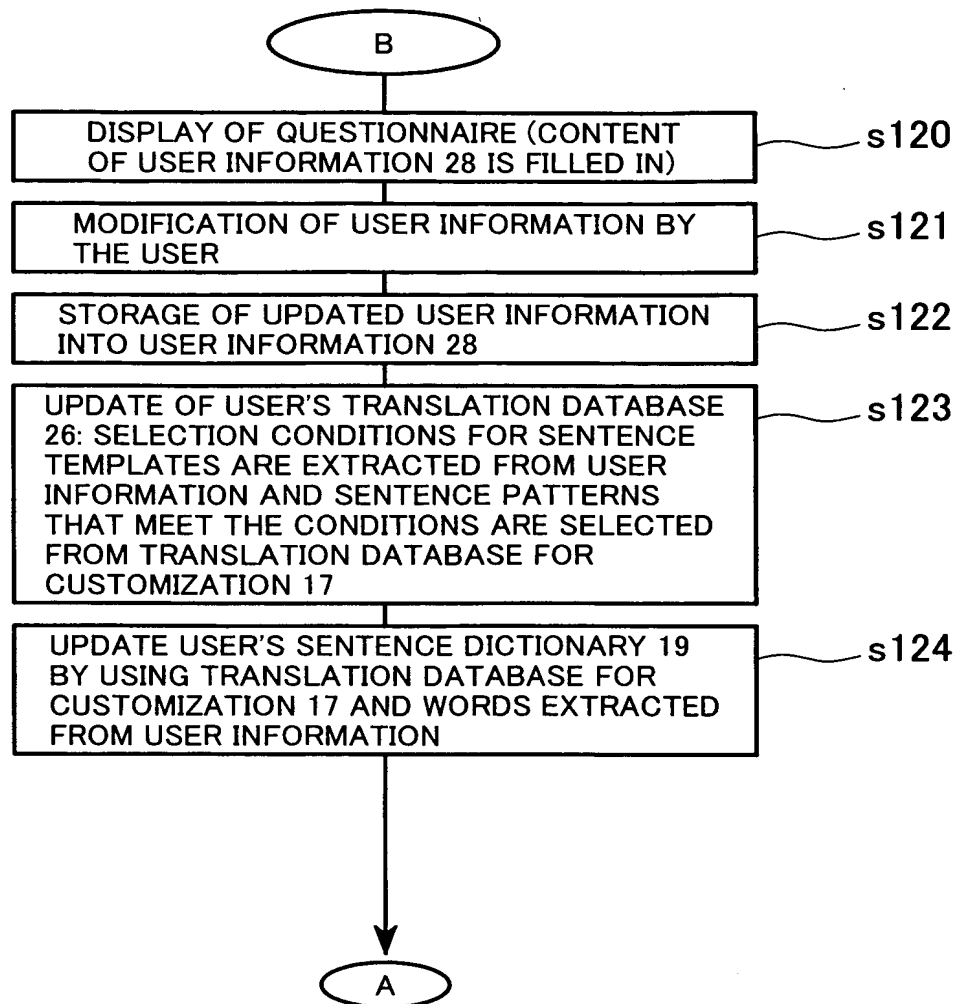 B
DISPLAY OF QUESTIONNAIRE (CONTENT
OF USER INFORMATION 28 IS FILLED IN)
s120
MODIFICATION OF USER INFORMATION BY
THE USER
s121
STORAGE OF UPDATED USER INFORMATION
INTO USER INFORMATION 28
s122
UPDATE OF USER'S TRANSLATION DATABASE
26: SELECTION CONDITIONS FOR SENTENCE
TEMPLATES ARE EXTRACTED FROM USER
INFORMATION AND SENTENCE PATTERNS
THAT MEET THE CONDITIONS ARE SELECTED
FROM TRANSLATION DATABASE FOR
CUSTOMIZATION 17
s123
UPDATE USER'S SENTENCE DICTIONARY 19
BY USING TRANSLATION DATABASE FOR
CUSTOMIZATION 17 AND WORDS EXTRACTED
FROM USER INFORMATION
s124
A